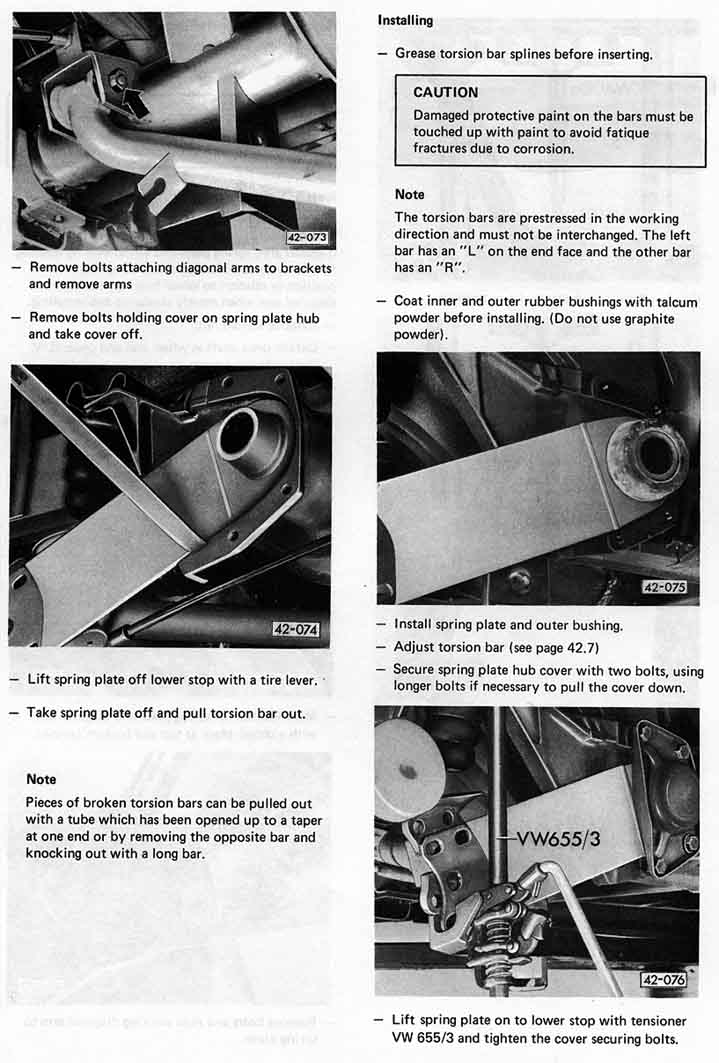 42-073
— Remove bolts attaching diagonal arms to brackets
and remove arms
— Remove bolts holding cover on spring plate hub
and take cover off.
42-074
— Lift spring plate off lower stop with a tire lever.
— Take spring plate off and pull torsion bar out.
Note
Pieces of broken torsion bars can be pulled out
with a tube which has been opened up to a taper
at one end or by removing the opposite bar and
knocking out with a long bar.
Installing
— Grease torsion bar splines before inserting.
CAUTION
Damaged protective paint on the bars must be
touched up with paint to avoid fatique
fractures due to corrosion.
Note
The torsion bars are prestressed in the working
direction and must not be interchanged. The left
bar has an "L" on the end face and the other bar
has an "R".
— Coat inner and outer rubber bushings with talcum
powder before installing. (Do not use graphite
powder).
42-075
— Install spring plate and outer bushing.
— Adjust torsion bar (see page 42.7)
— Secure spring plate hub cover with two bolts, using
longer bolts if necessary to pull the cover down.
VW655/3
42-076
— Lift spring plate on to lower stop with tensioner
VW 655/3 and tighten the cover securing bolts.